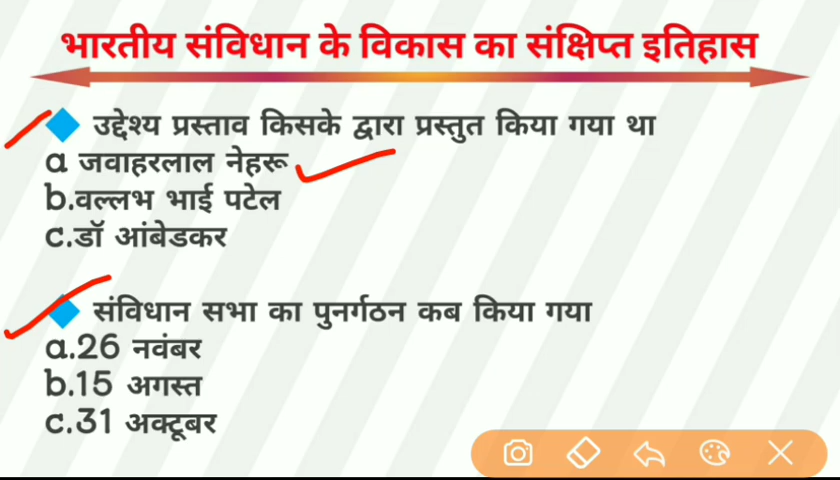 भारतीय संविधान के विकास का संक्षिप्त इतिहास
उद्देश्य प्रस्ताव किसके द्वारा प्रस्तुत किया गया था
a जवाहरलाल नेहरू
b.वल्लभ भाई पटेल
c.डॉ आंबेडकर
संविधान सभा का पुनर्गठन कब किया गया
a.26 नवंबर
b.15 अगस्त
c.31 अक्टूबर